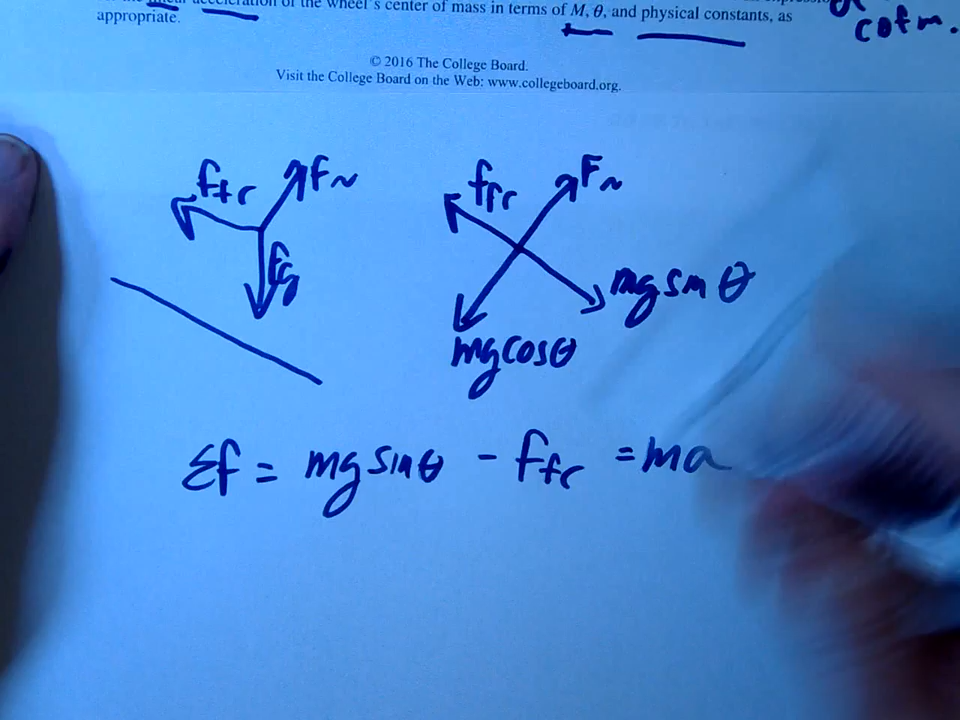 acceleration of the wheel's center of mass in terms of M, θ, and physical constants, as
appropriate.
c of m.
© 2016 The College Board.
Visit the College Board on the Web: www.collegeboard.org.
Ffr FN Fg
Ffr FN mg sin θ mg cos θ
Σf = mg sin θ - Ffr = ma